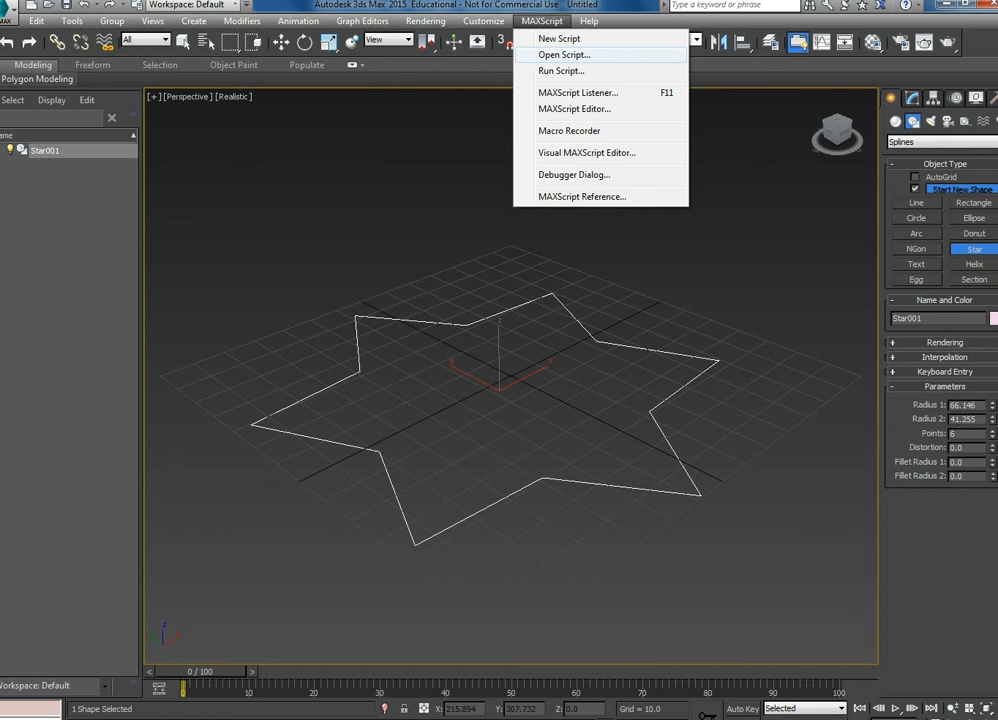 Workspace: Default
Autodesk 3ds Max 2015 Educational - Not for Commercial Use Untitled
Type a keyword or phrase
MAX
Edit Tools Group Views Create Modifiers Animation Graph Editors Rendering Customize MAXScript Help
All
View
3
Modeling Freeform Selection Object Paint Populate
Polygon Modeling
Select Display Edit
[+] [Perspective] [Realistic]
ame
Star001
New Script
Open Script...
Run Script...
MAXScript Listener... F11
MAXScript Editor...
Macro Recorder
Visual MAXScript Editor...
Debugger Dialog...
MAXScript Reference...
Splines
- Object Type
AutoGrid
Start New Shape
Line Rectangle
Circle Ellipse
Arc Donut
NGon Star
Text Helix
Egg Section
- Name and Color
Star001
+ Rendering
+ Interpolation
+ Keyboard Entry
- Parameters
Radius 1: 66.146
Radius 2: 41.255
Points: 6
Distortion: 0.0
Fillet Radius 1: 0.0
Fillet Radius 2: 0.0
z
z
< 0 / 100 >
orkspace: Default
0 10 20 30 40 50 60 70 80 90 100
1 Shape Selected X: 215.894 Y: 307.732 Z: 0.0 Grid = 10.0 Auto Key Selected